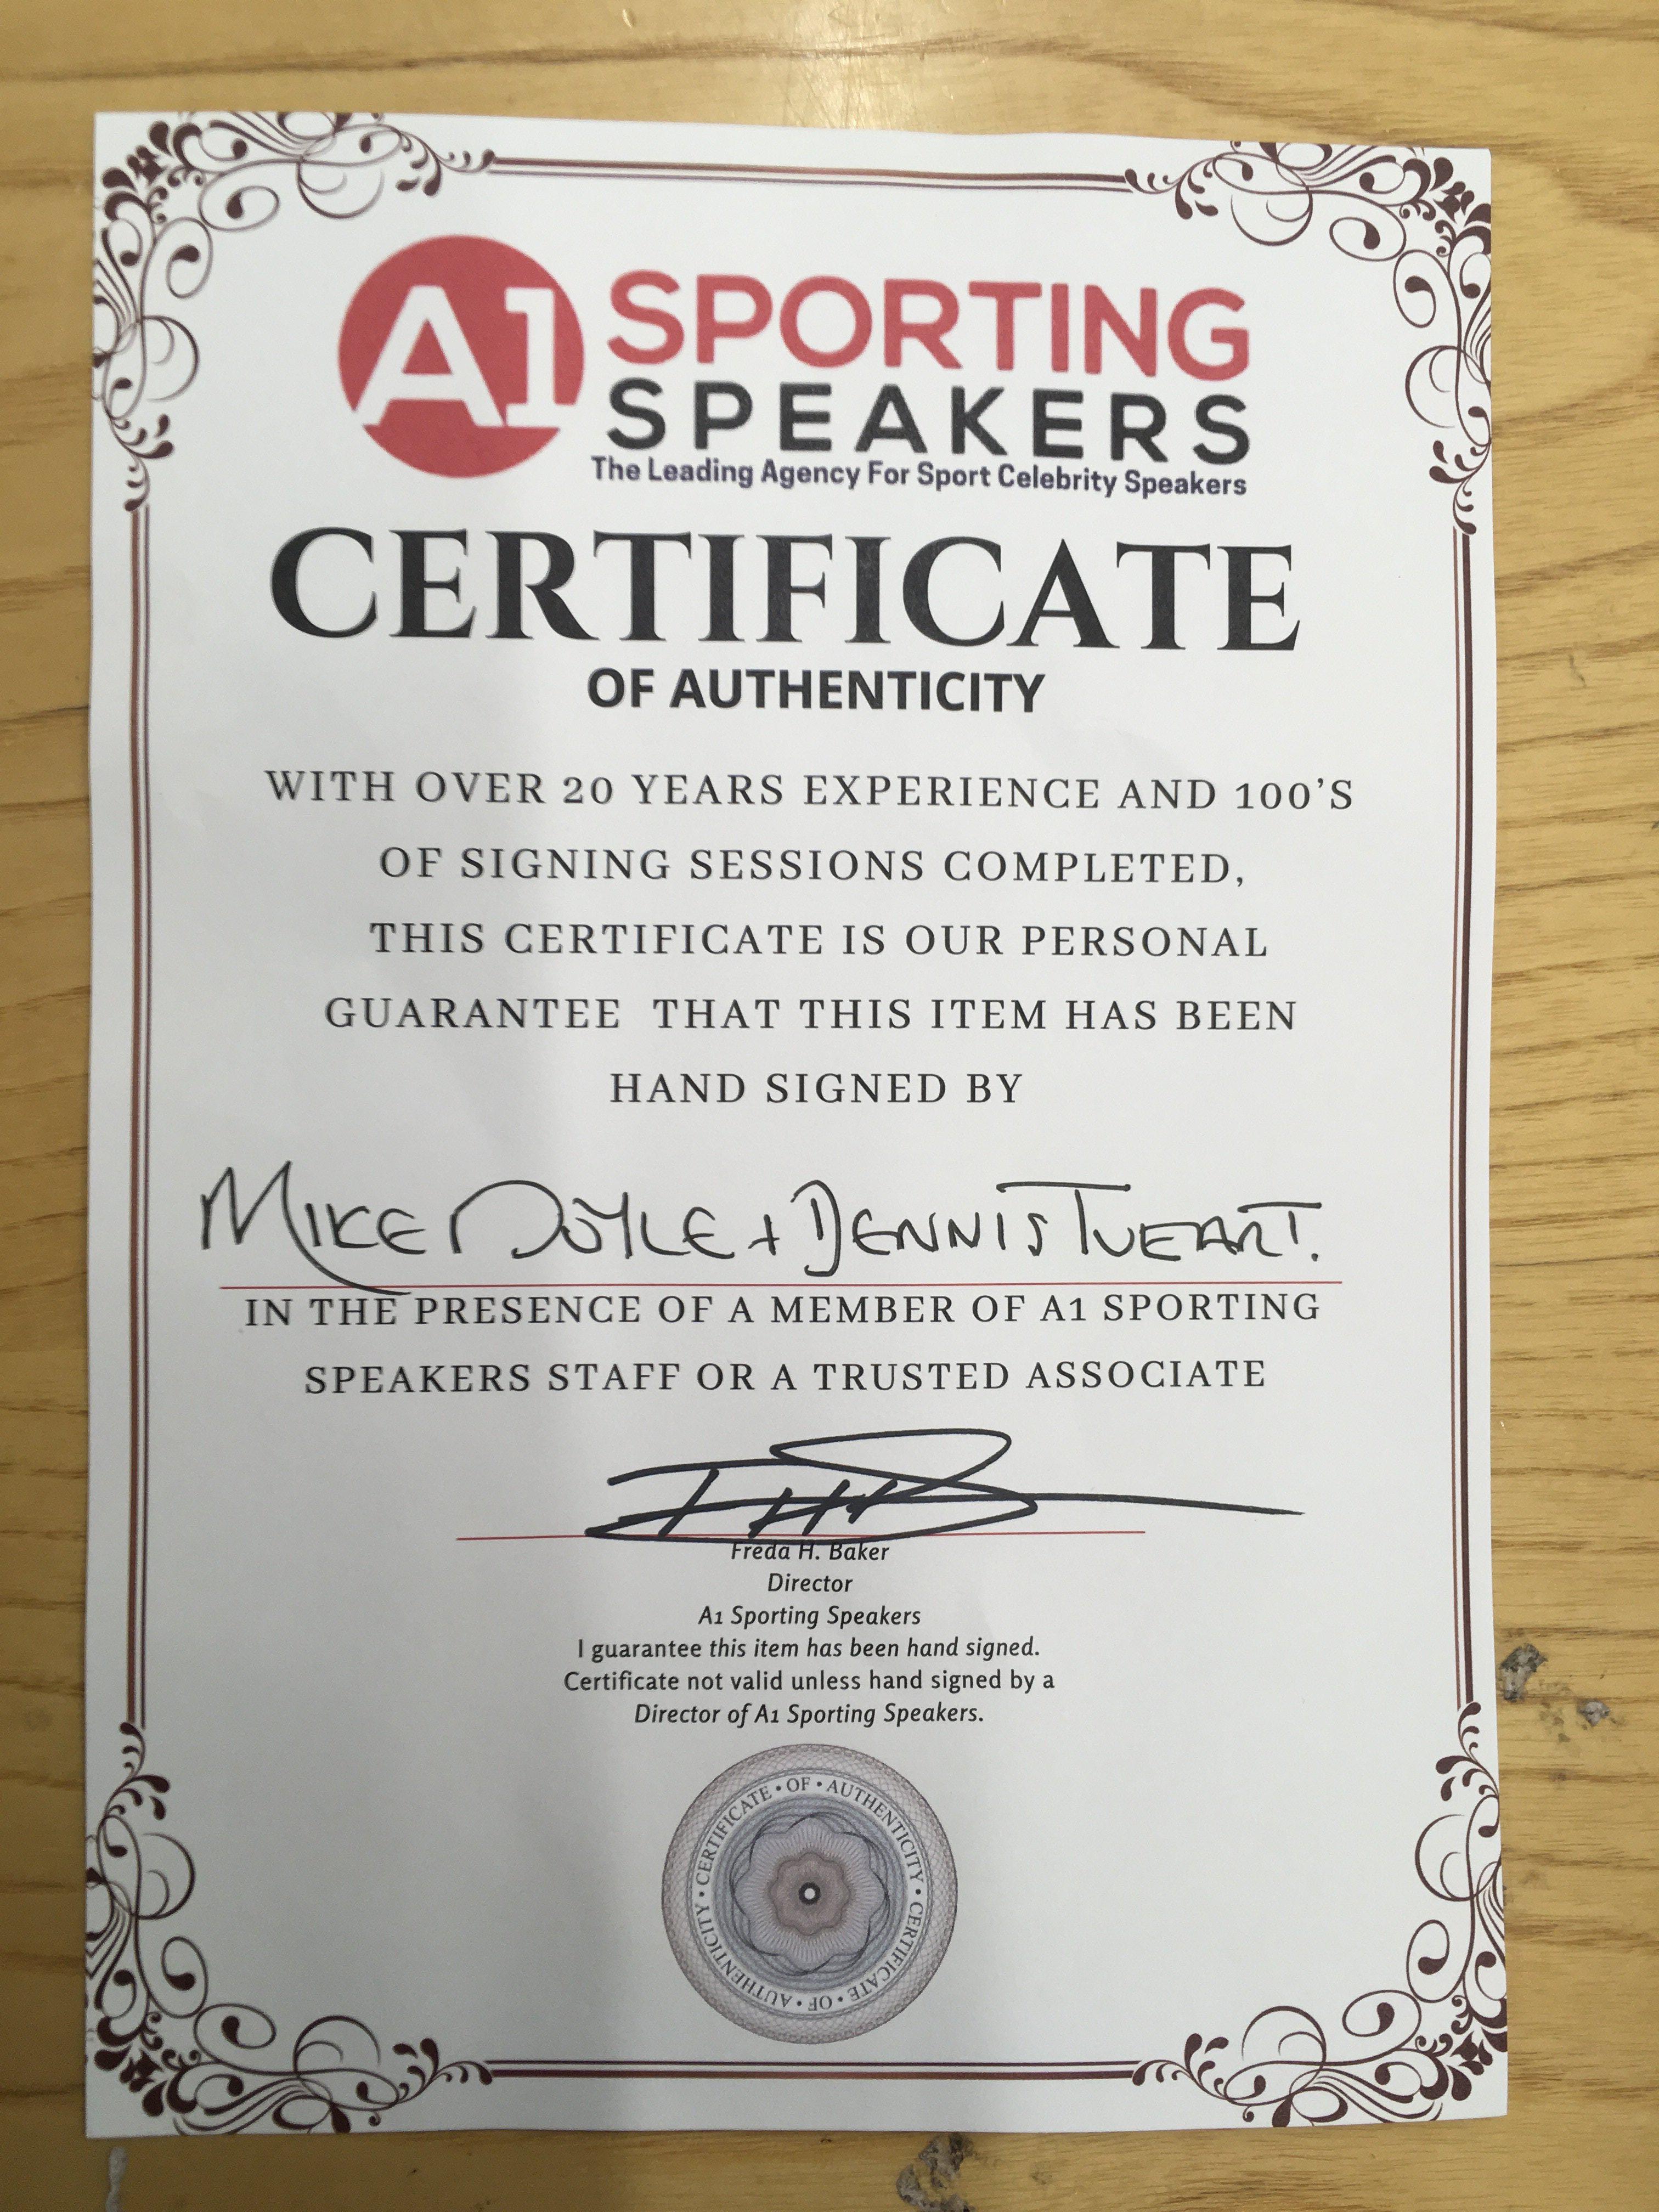 A1 SPORTING
SPEAKERS
The Leading Agency For Sport Celebrity Speakers
CERTIFICATE
OF AUTHENTICITY
WITH OVER 20 YEARS EXPERIENCE AND 100'S
OF SIGNING SESSIONS COMPLETED,
THIS CERTIFICATE IS OUR PERSONAL
GUARANTEE THAT THIS ITEM HAS BEEN
HAND SIGNED BY
MIKE DOYLE + DENNIS TUEART.
IN THE PRESENCE OF A MEMBER OF A1 SPORTING
SPEAKERS STAFF OR A TRUSTED ASSOCIATE
Freda H. Baker
Director
A1 Sporting Speakers
I guarantee this item has been hand signed.
Certificate not valid unless hand signed by a
Director of A1 Sporting Speakers.
CERTIFICATE • OF • AUTHENTICITY • CERTIFICATE • OF • AUTHENTICITY •